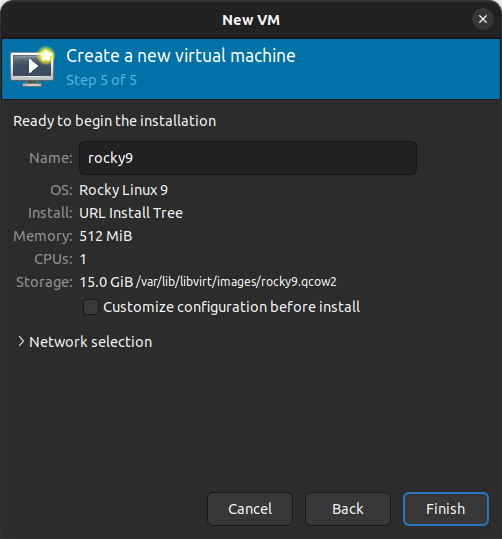 New VM
Create a new virtual machine
Step 5 of 5
Ready to begin the installation
Name: rocky9
OS: Rocky Linux 9
Install: URL Install Tree
Memory: 512 MiB
CPUs: 1
Storage: 15.0 GiB /var/lib/libvirt/images/rocky9.qcow2
Customize configuration before install
Network selection
Cancel Back Finish